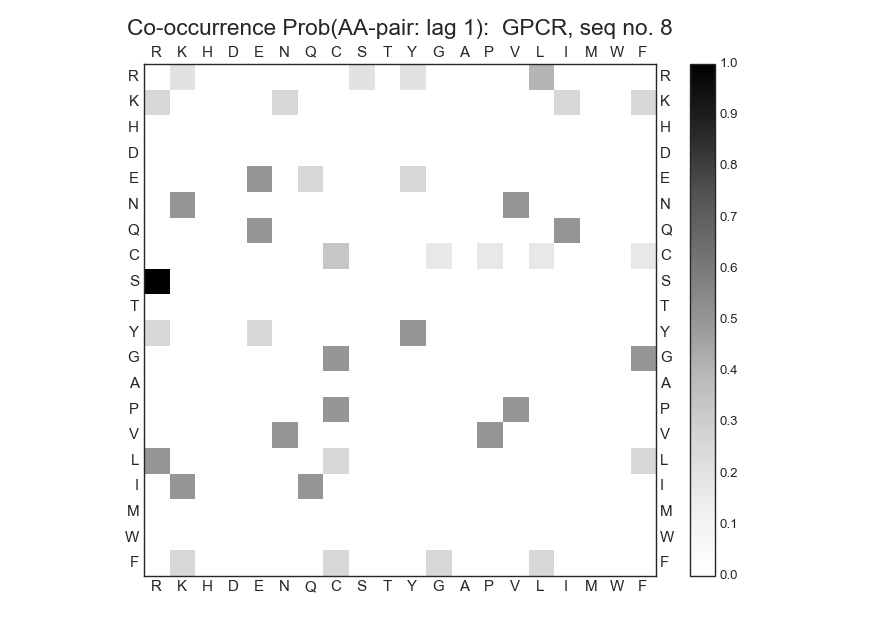 Co-occurrence Prob(AA-pair: lag 1):  GPCR, seq no. 8
R K H D E N Q C S T Y G A P V L I M W F
1.0
R R
K K
0.9
H H
D D
0.8
E E
N N
0.7
Q Q
0.6
C C
S S
0.5
T T
Y Y
G G
0.4
A A
P P
0.3
V V
L L
0.2
I I
M M
0.1
W W
F F
0.0
R K H D E N Q C S T Y G A P V L I M W F